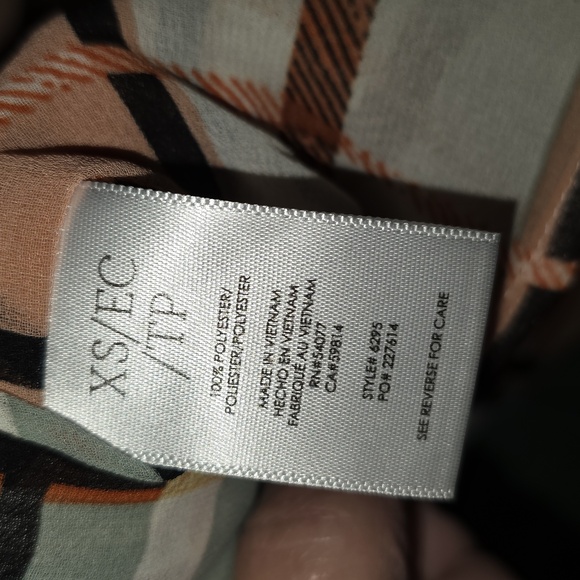 XS/EC
/TP
100% POLYESTER/
POLIESTER/POLYESTER
MADE IN VIETNAM
HECHO EN VIETNAM
FABRIQUÉ AU VIETNAM
RN#54077
CA#59814
STYLE# 6295
PO# 227614
SEE REVERSE FOR CARE